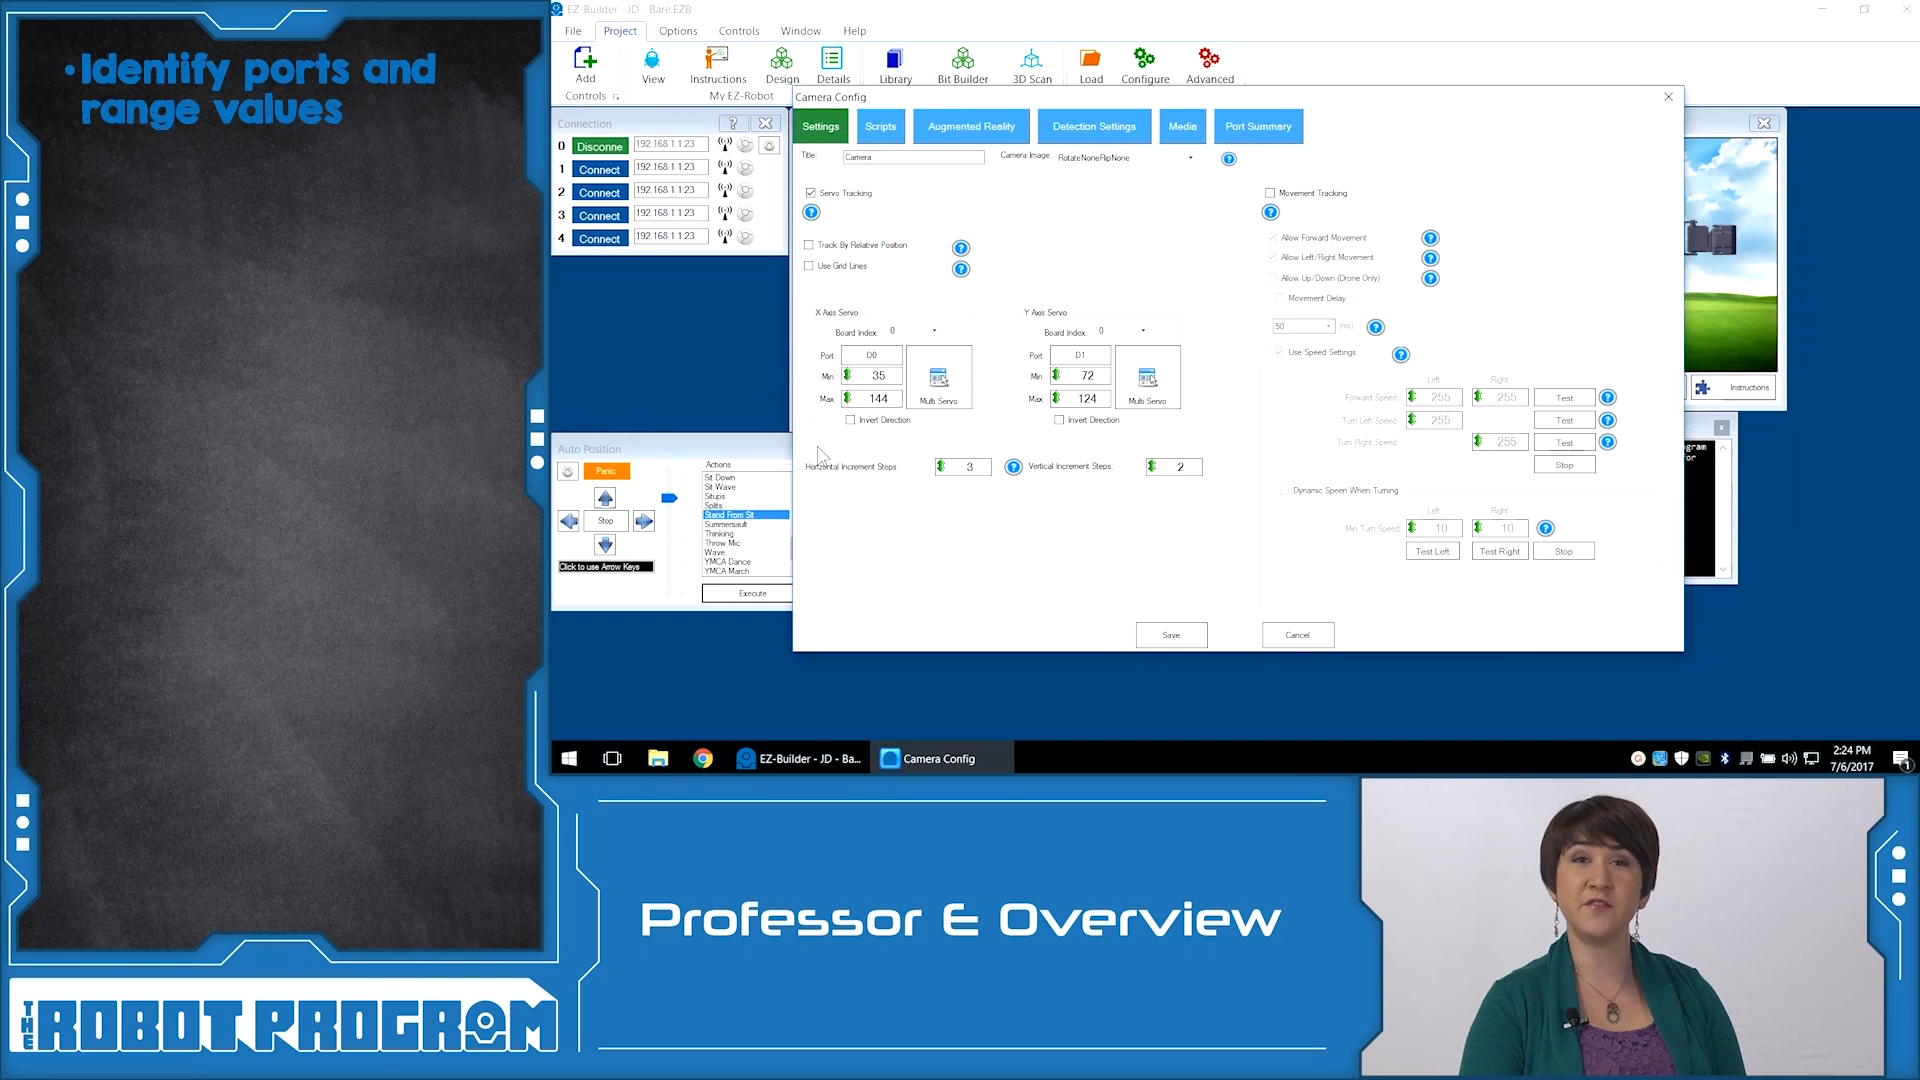 •Identify ports and
range values
EZ-Builder - JD - Bare.EZB
File Project Options Controls Window Help
Add View Instructions Design Details Library Bit Builder 3D Scan Load Configure Advanced
Controls My EZ-Robot
Connection ?
0 Disconne 192.168.1.1:23
1 Connect 192.168.1.1:23
2 Connect 192.168.1.1:23
3 Connect 192.168.1.1:23
4 Connect 192.168.1.1:23
Auto Position
Panic
Stop
Click to use Arrow Keys
Actions
Sit Down
Sit Wave
Situps
Splits
Stand From Sit
Summersault
Thinking
Throw Mic
Wave
YMCA Dance
YMCA March
Execute
Camera Config
Settings Scripts Augmented Reality Detection Settings Media Port Summary
Title: Camera Camera Image: RotateNoneFlipNone ?
Servo Tracking
?
Track By Relative Position ?
Use Grid Lines ?
X Axis Servo
Board Index: 0
Port: D0
Min: 35
Max: 144
Multi Servo
Invert Direction
Y Axis Servo
Board Index: 0
Port: D1
Min: 72
Max: 124
Multi Servo
Invert Direction
Horizontal Increment Steps: 3 ? Vertical Increment Steps: 2
Movement Tracking
?
Allow Forward Movement ?
Allow Left/Right Movement ?
Allow Up/Down (Drone Only) ?
Movement Delay
50 (ms) ?
Use Speed Settings ?
Left Right
Forward Speed 255 255 Test ?
Turn Left Speed 255 Test ?
Turn Right Speed 255 Test ?
Stop
Dynamic Speen When Turning
Left Right
Min Turn Speed 10 10 ?
Test Left Test Right Stop
Save Cancel
Instructions
EZ-Builder - JD - Ba... Camera Config
2:24 PM
7/6/2017
1
Professor E Overview
THE ROBOT PROGRAM